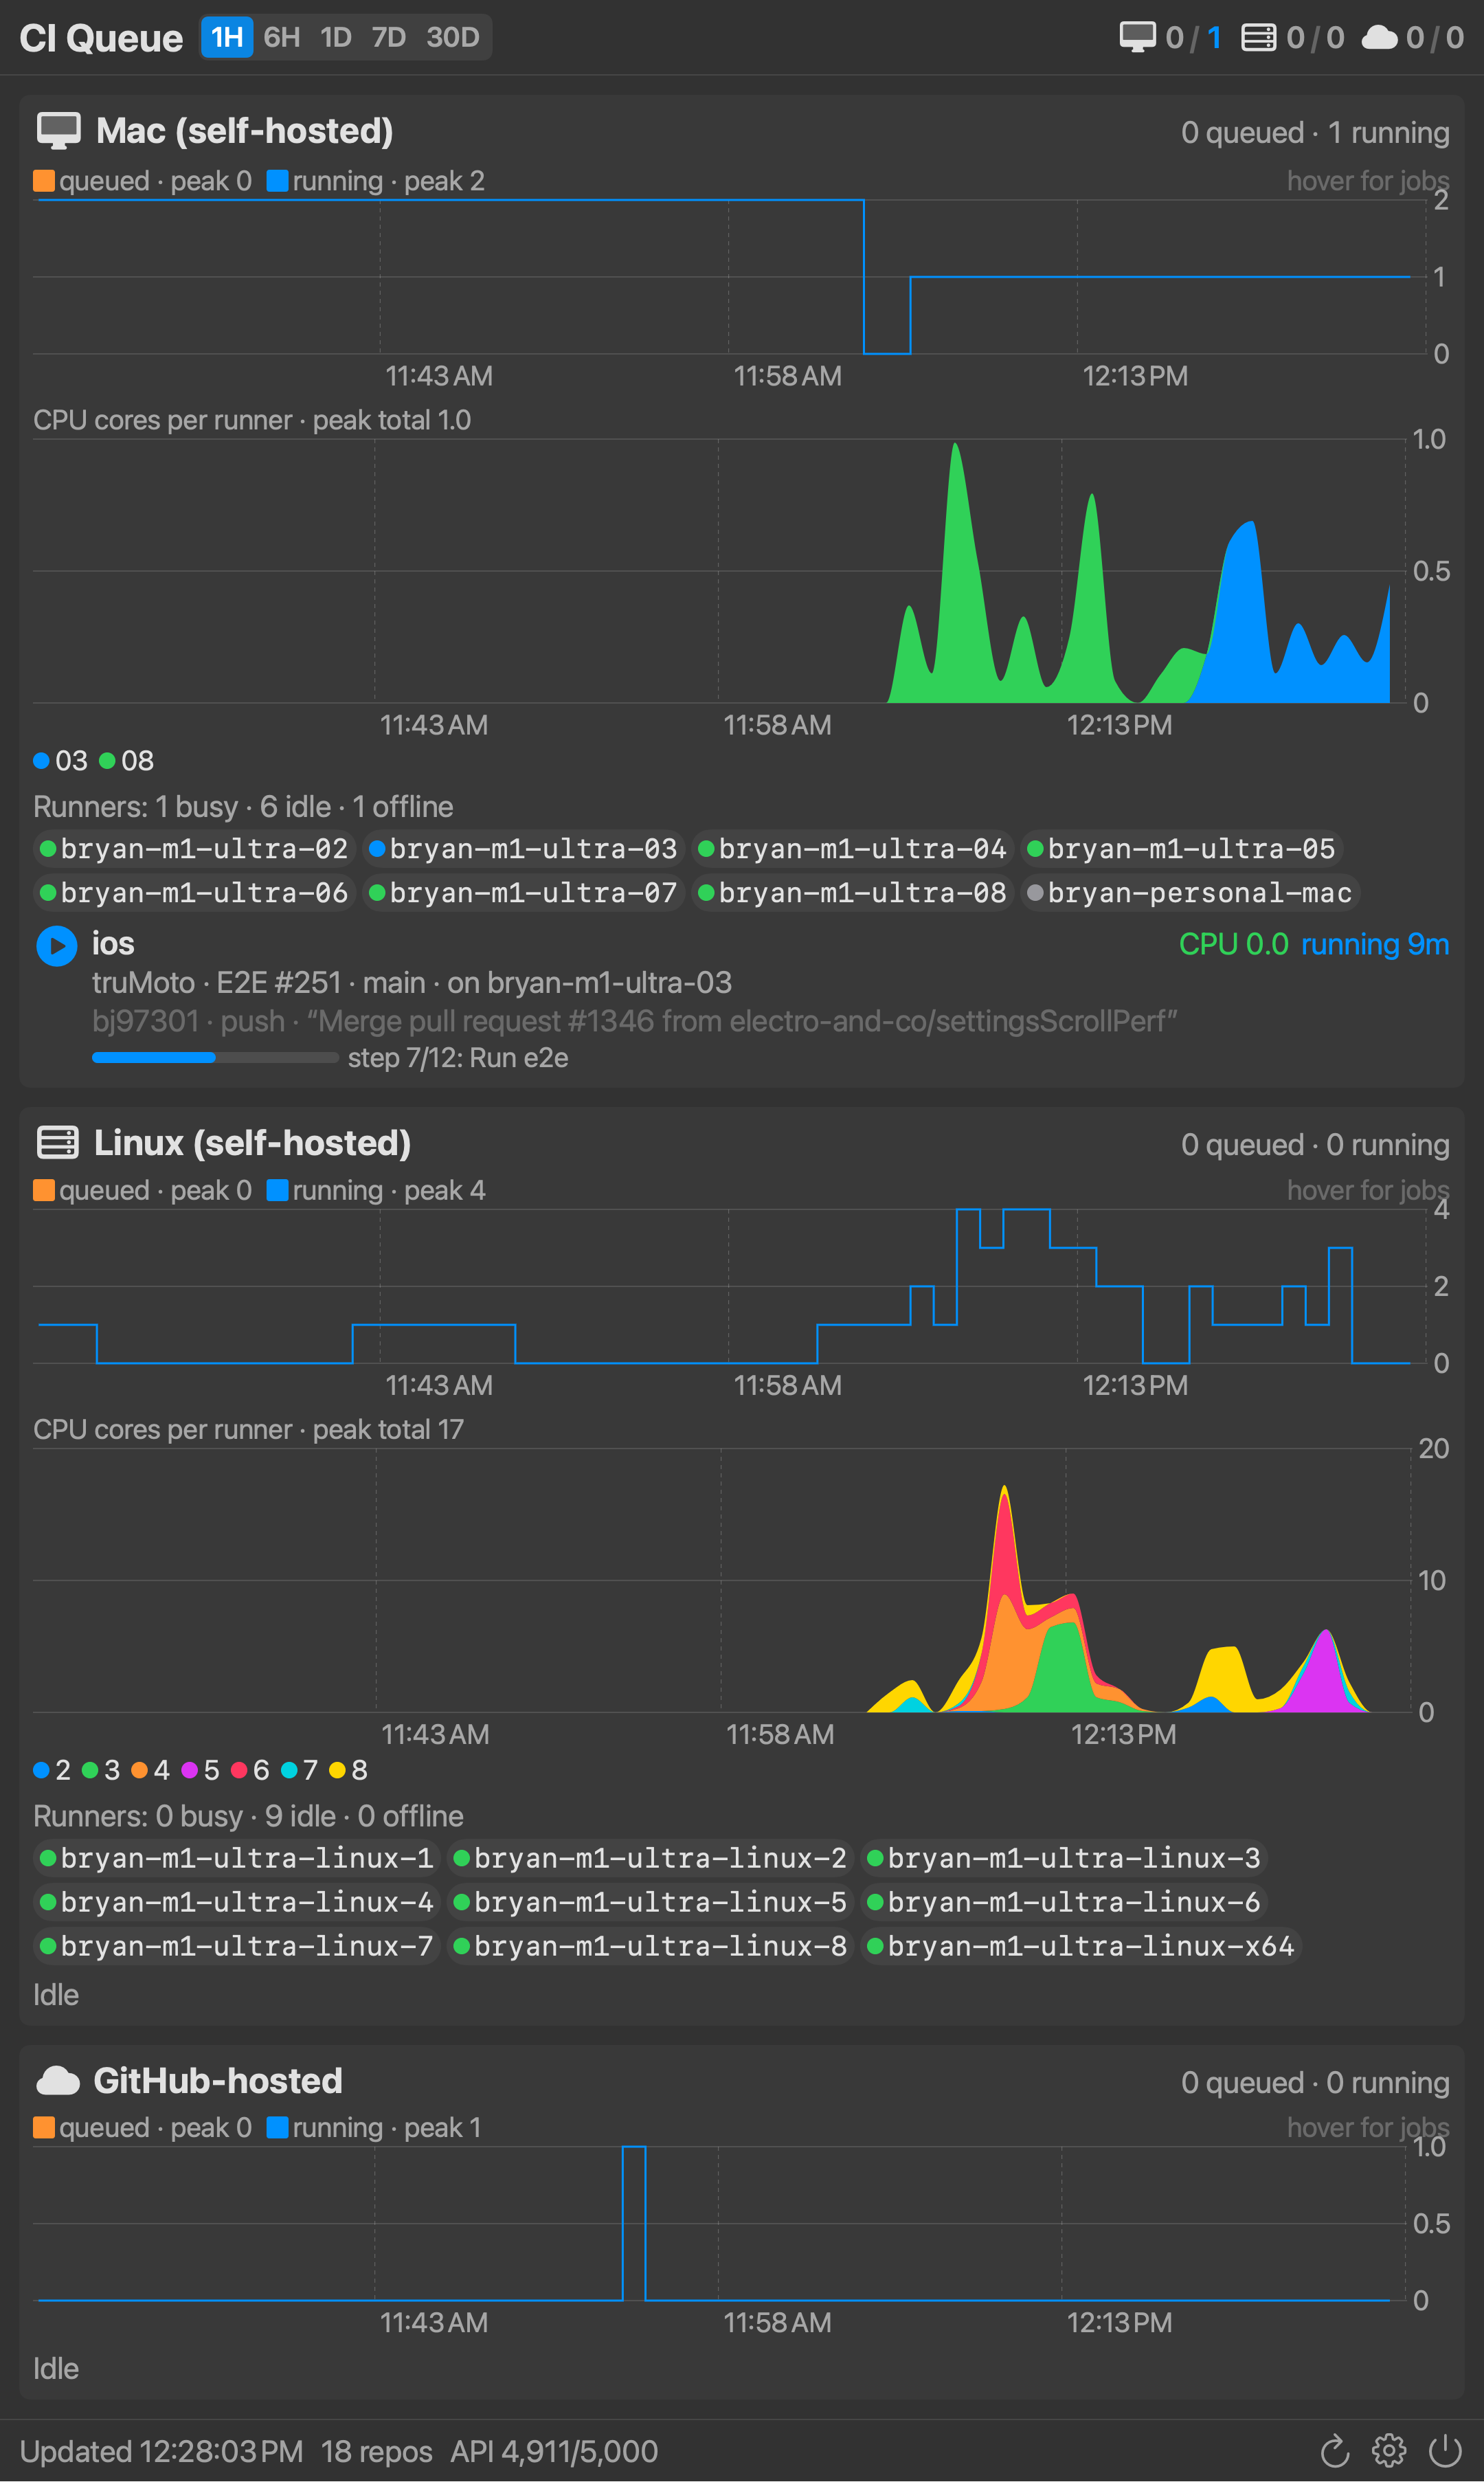 CI Queue 1H 6H 1D 7D 30D 0/1 0/0 0/0
Mac (self-hosted) 0 queued · 1 running
queued · peak 0 running · peak 2 hover for jobs
2
1
0
11:43 AM 11:58 AM 12:13 PM
CPU cores per runner · peak total 1.0
1.0
0.5
0
11:43 AM 11:58 AM 12:13 PM
03 08
Runners: 1 busy · 6 idle · 1 offline
bryan-m1-ultra-02 bryan-m1-ultra-03 bryan-m1-ultra-04 bryan-m1-ultra-05
bryan-m1-ultra-06 bryan-m1-ultra-07 bryan-m1-ultra-08 bryan-personal-mac
ios CPU 0.0 running 9m
truMoto · E2E #251 · main · on bryan-m1-ultra-03
bj97301 · push · “Merge pull request #1346 from electro-and-co/settingsScrollPerf”
step 7/12: Run e2e
Linux (self-hosted) 0 queued · 0 running
queued · peak 0 running · peak 4 hover for jobs
4
2
0
11:43 AM 11:58 AM 12:13 PM
CPU cores per runner · peak total 17
20
10
0
11:43 AM 11:58 AM 12:13 PM
2 3 4 5 6 7 8
Runners: 0 busy · 9 idle · 0 offline
bryan-m1-ultra-linux-1 bryan-m1-ultra-linux-2 bryan-m1-ultra-linux-3
bryan-m1-ultra-linux-4 bryan-m1-ultra-linux-5 bryan-m1-ultra-linux-6
bryan-m1-ultra-linux-7 bryan-m1-ultra-linux-8 bryan-m1-ultra-linux-x64
Idle
GitHub-hosted 0 queued · 0 running
queued · peak 0 running · peak 1 hover for jobs
1.0
0.5
0
11:43 AM 11:58 AM 12:13 PM
Idle
Updated 12:28:03 PM 18 repos API 4,911/5,000